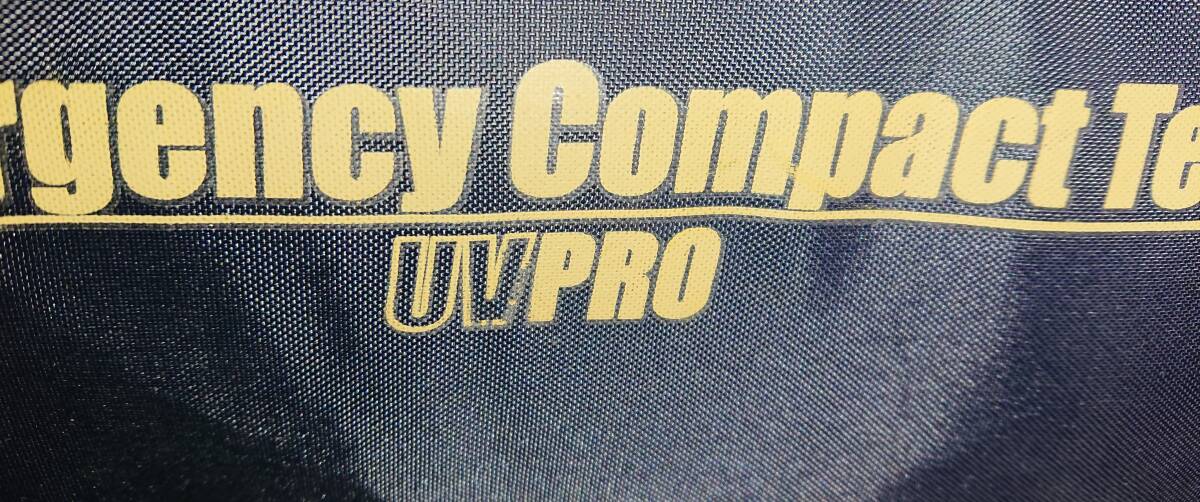 rgency Compact Te
UVPRO